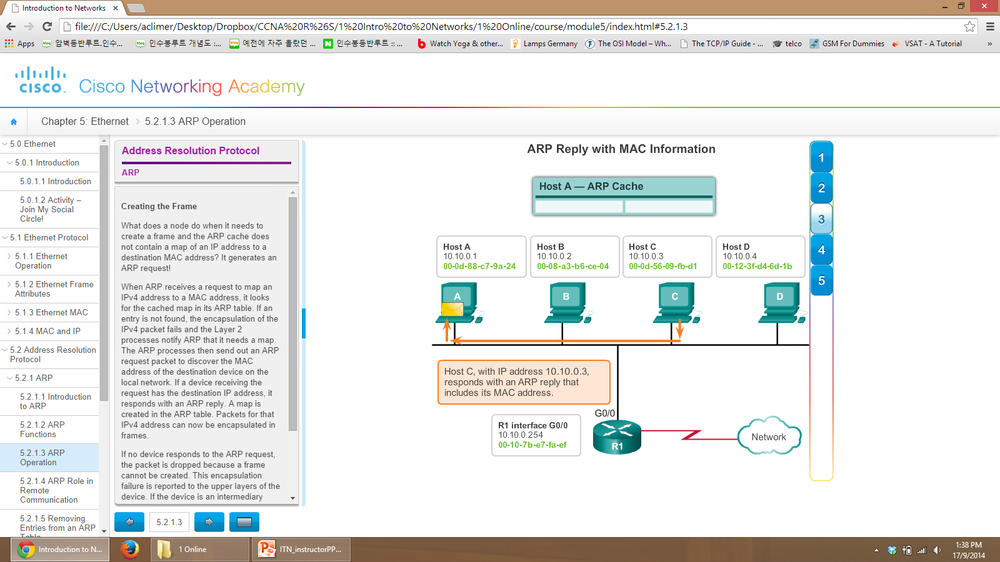 Introduction to Networks
file:///C:/Users/aclimer/Desktop/Dropbox/CCNA%20R%26S/1%20Intro%20to%20Networks/1%20Online/course/module5/index.html#5.2.1.3
Apps
암벽등반루트.인수...
인수봉루트 개념도 :...
예전에 자주 올랐던 ...
인수봉등반루트 :: ...
Watch Yoga & other...
Lamps Germany
The OSI Model – Wh...
The TCP/IP Guide - ...
telco
GSM For Dummies
VSAT - A Tutorial
»
cisco.
Cisco Networking Academy
Chapter 5: Ethernet
5.2.1.3 ARP Operation
5.0 Ethernet
5.0.1 Introduction
5.0.1.1 Introduction
5.0.1.2 Activity –
Join My Social
Circle!
5.1 Ethernet Protocol
5.1.1 Ethernet
Operation
5.1.2 Ethernet Frame
Attributes
5.1.3 Ethernet MAC
5.1.4 MAC and IP
5.2 Address Resolution
Protocol
5.2.1 ARP
5.2.1.1 Introduction
to ARP
5.2.1.2 ARP
Functions
5.2.1.3 ARP
Operation
5.2.1.4 ARP Role in
Remote
Communication
5.2.1.5 Removing
Entries from an ARP
Table
Address Resolution Protocol
ARP
Creating the Frame
What does a node do when it needs to
create a frame and the ARP cache does
not contain a map of an IP address to a
destination MAC address? It generates an
ARP request!
When ARP receives a request to map an
IPv4 address to a MAC address, it looks
for the cached map in its ARP table. If an
entry is not found, the encapsulation of the
IPv4 packet fails and the Layer 2
processes notify ARP that it needs a map.
The ARP processes then send out an ARP
request packet to discover the MAC
address of the destination device on the
local network. If a device receiving the
request has the destination IP address, it
responds with an ARP reply. A map is
created in the ARP table. Packets for that
IPv4 address can now be encapsulated in
frames.
If no device responds to the ARP request,
the packet is dropped because a frame
cannot be created. This encapsulation
failure is reported to the upper layers of the
device. If the device is an intermediary
5.2.1.3
ARP Reply with MAC Information
Host A — ARP Cache
Host A
10.10.0.1
00-0d-88-c7-9a-24
Host B
10.10.0.2
00-08-a3-b6-ce-04
Host C
10.10.0.3
00-0d-56-09-fb-d1
Host D
10.10.0.4
00-12-3f-d4-6d-1b
A
B
C
D
Host C, with IP address 10.10.0.3,
responds with an ARP reply that
includes its MAC address.
G0/0
R1 interface G0/0
10.10.0.254
00-10-7b-e7-fa-ef
R1
Network
1
2
3
4
5
Introduction to N...
1 Online
ITN_instructorPP...
1:38 PM
17/9/2014